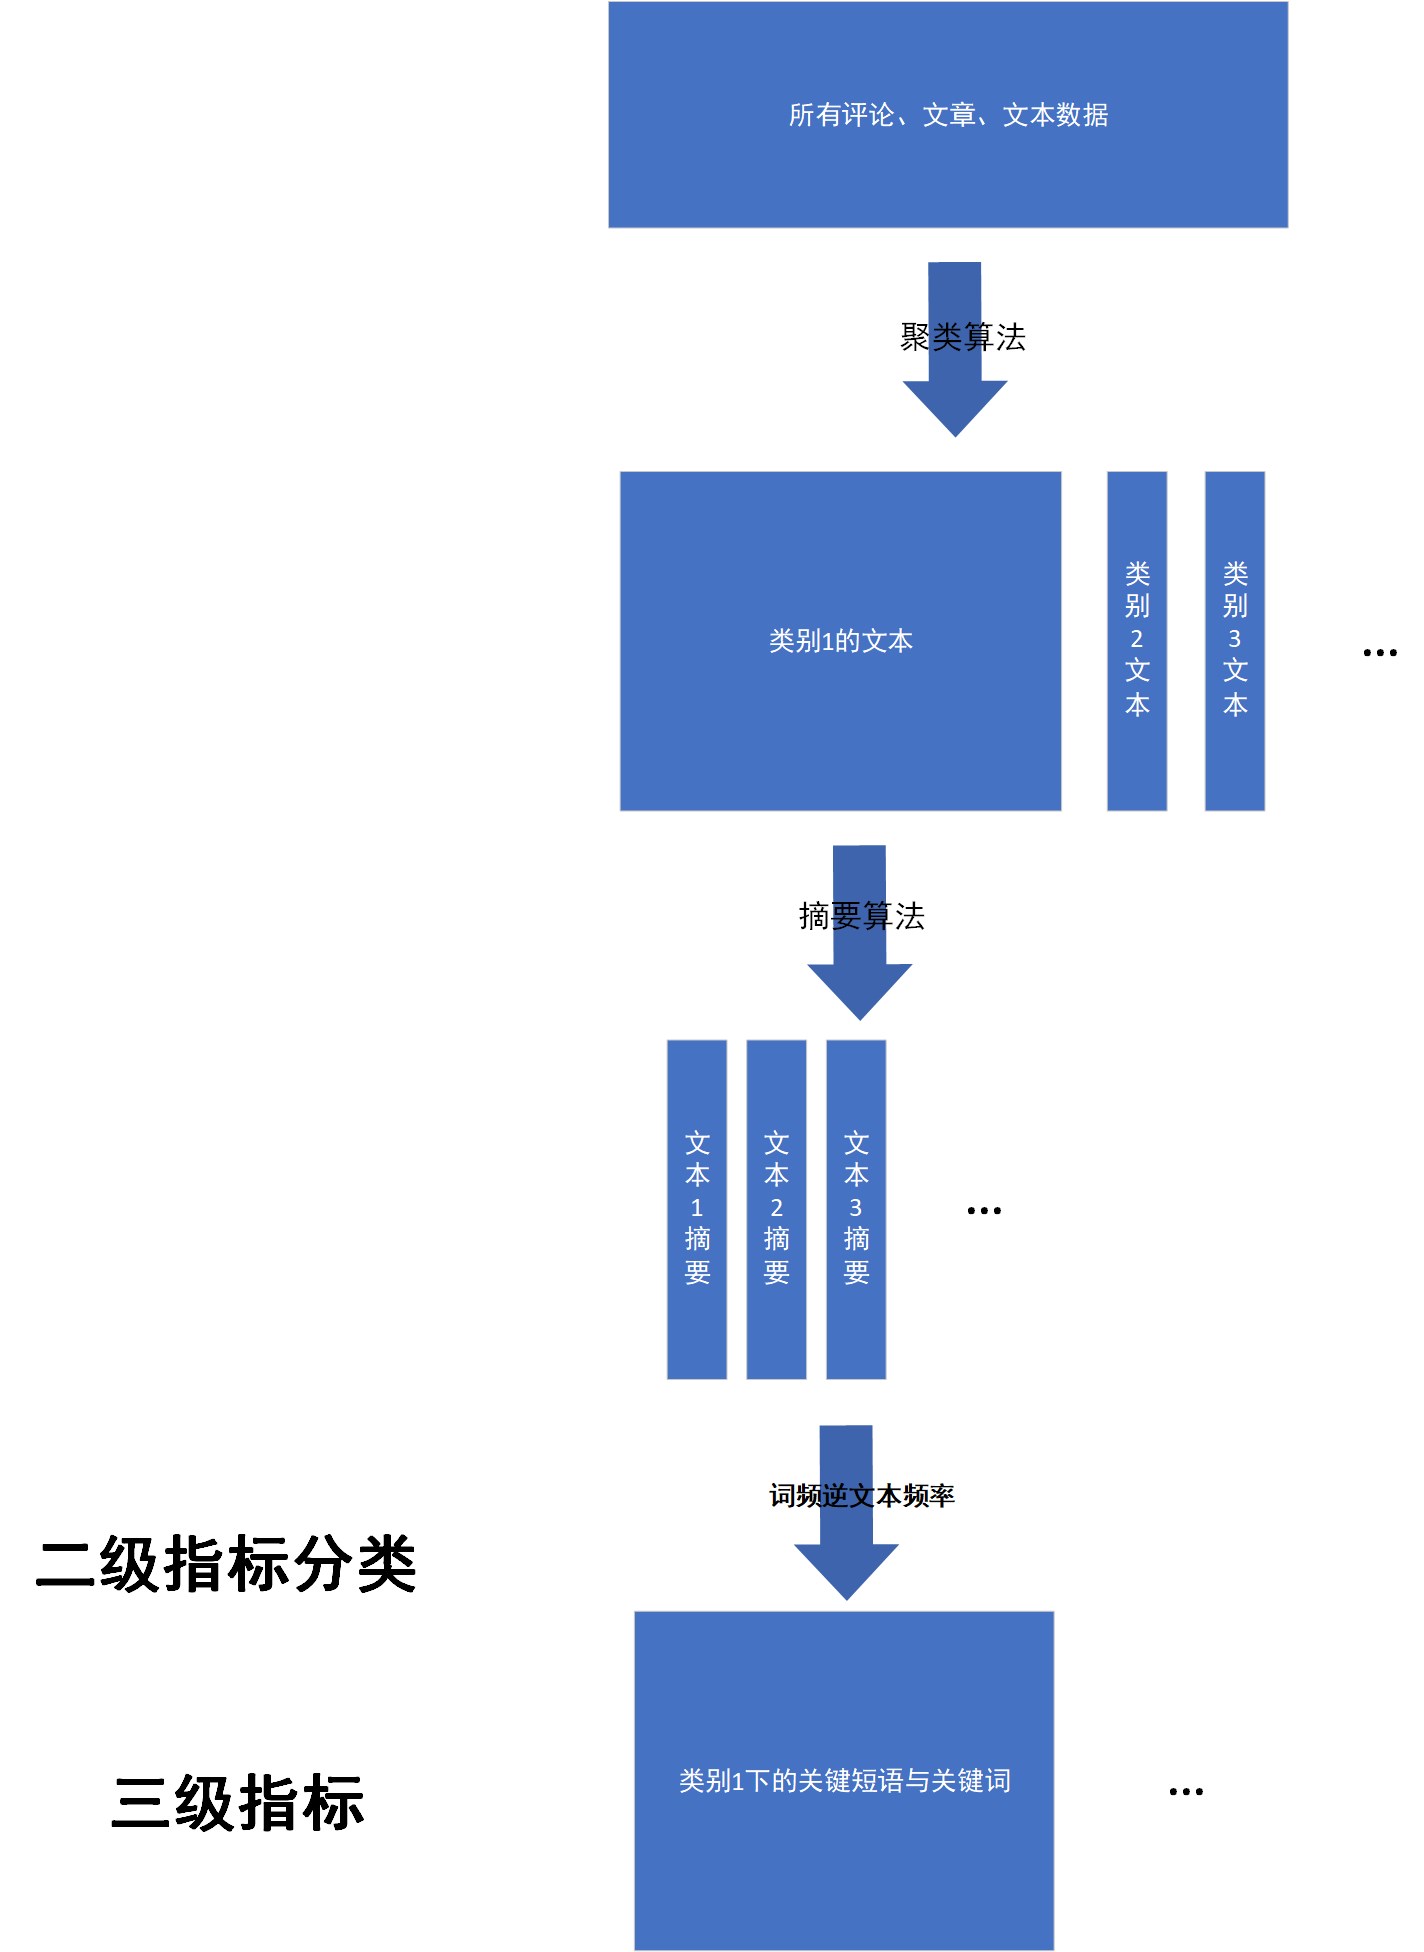 所有评论、文章、文本数据
聚类算法
类别1的文本
类别2文本
类别3文本
...
摘要算法
文本1摘要
文本2摘要
文本3摘要
...
词频逆文本频率
二级指标分类
三级指标
类别1下的关键短语与关键词
...